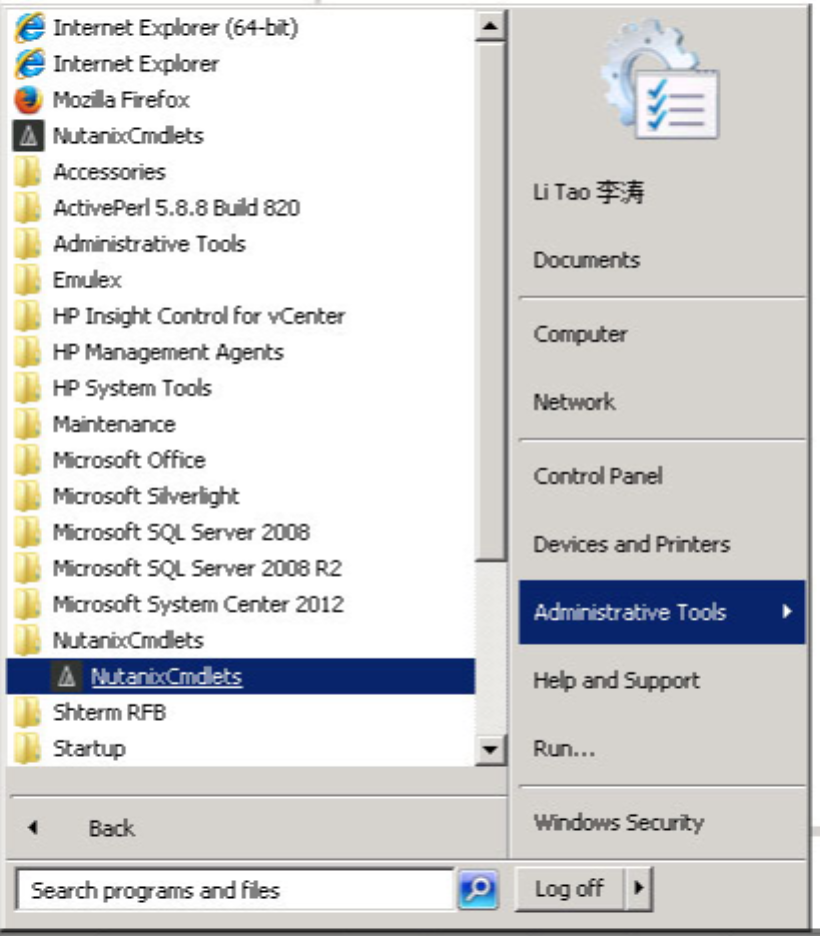 Internet Explorer (64-bit)
Internet Explorer
Mozilla Firefox
NutanixCmdlets
Accessories
ActivePerl 5.8.8 Build 820
Administrative Tools
Emulex
HP Insight Control for vCenter
HP Management Agents
HP System Tools
Maintenance
Microsoft Office
Microsoft Silverlight
Microsoft SQL Server 2008
Microsoft SQL Server 2008 R2
Microsoft System Center 2012
NutanixCmdlets
NutanixCmdlets
Shterm RFB
Startup
Back
Search programs and files
Li Tao 李涛
Documents
Computer
Network
Control Panel
Devices and Printers
Administrative Tools
Help and Support
Run...
Windows Security
Log off